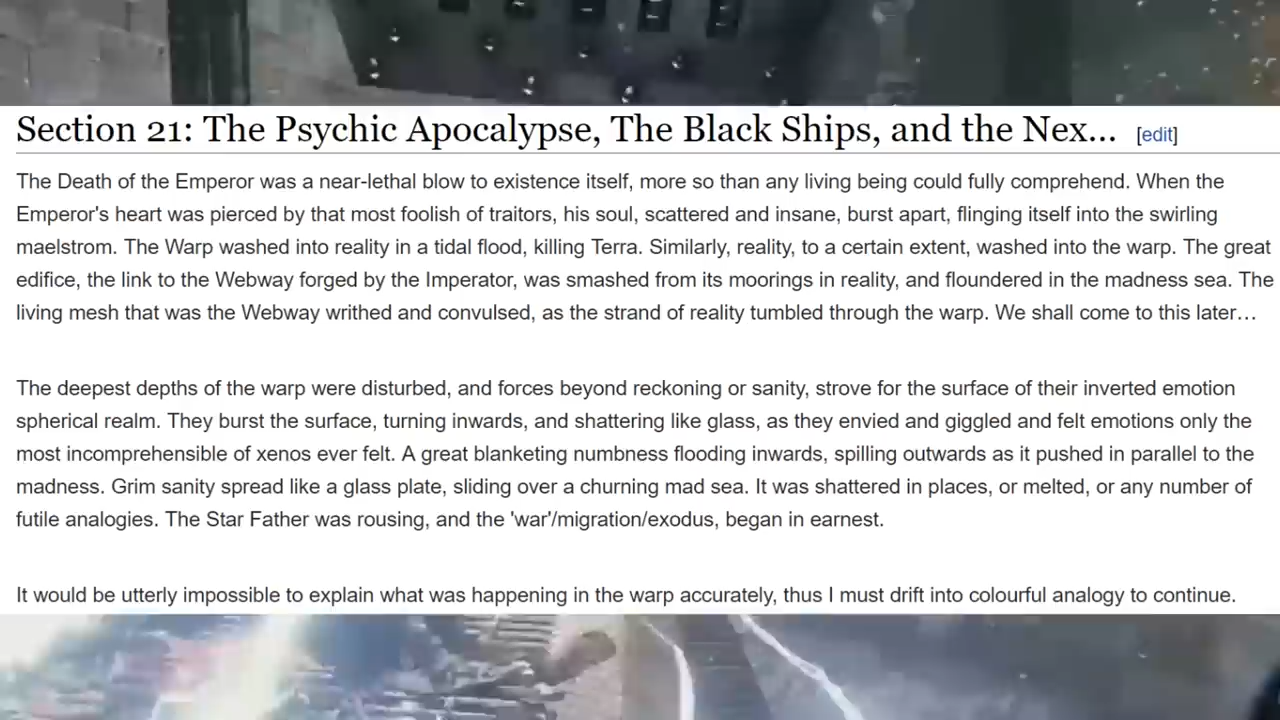 Section 21: The Psychic Apocalypse, The Black Ships, and the Nex... [edit]
The Death of the Emperor was a near-lethal blow to existence itself, more so than any living being could fully comprehend. When the
Emperor's heart was pierced by that most foolish of traitors, his soul, scattered and insane, burst apart, flinging itself into the swirling
maelstrom. The Warp washed into reality in a tidal flood, killing Terra. Similarly, reality, to a certain extent, washed into the warp. The great
edifice, the link to the Webway forged by the Imperator, was smashed from its moorings in reality, and floundered in the madness sea. The
living mesh that was the Webway writhed and convulsed, as the strand of reality tumbled through the warp. We shall come to this later…
The deepest depths of the warp were disturbed, and forces beyond reckoning or sanity, strove for the surface of their inverted emotion
spherical realm. They burst the surface, turning inwards, and shattering like glass, as they envied and giggled and felt emotions only the
most incomprehensible of xenos ever felt. A great blanketing numbness flooding inwards, spilling outwards as it pushed in parallel to the
madness. Grim sanity spread like a glass plate, sliding over a churning mad sea. It was shattered in places, or melted, or any number of
futile analogies. The Star Father was rousing, and the 'war'/migration/exodus, began in earnest.
It would be utterly impossible to explain what was happening in the warp accurately, thus I must drift into colourful analogy to continue.